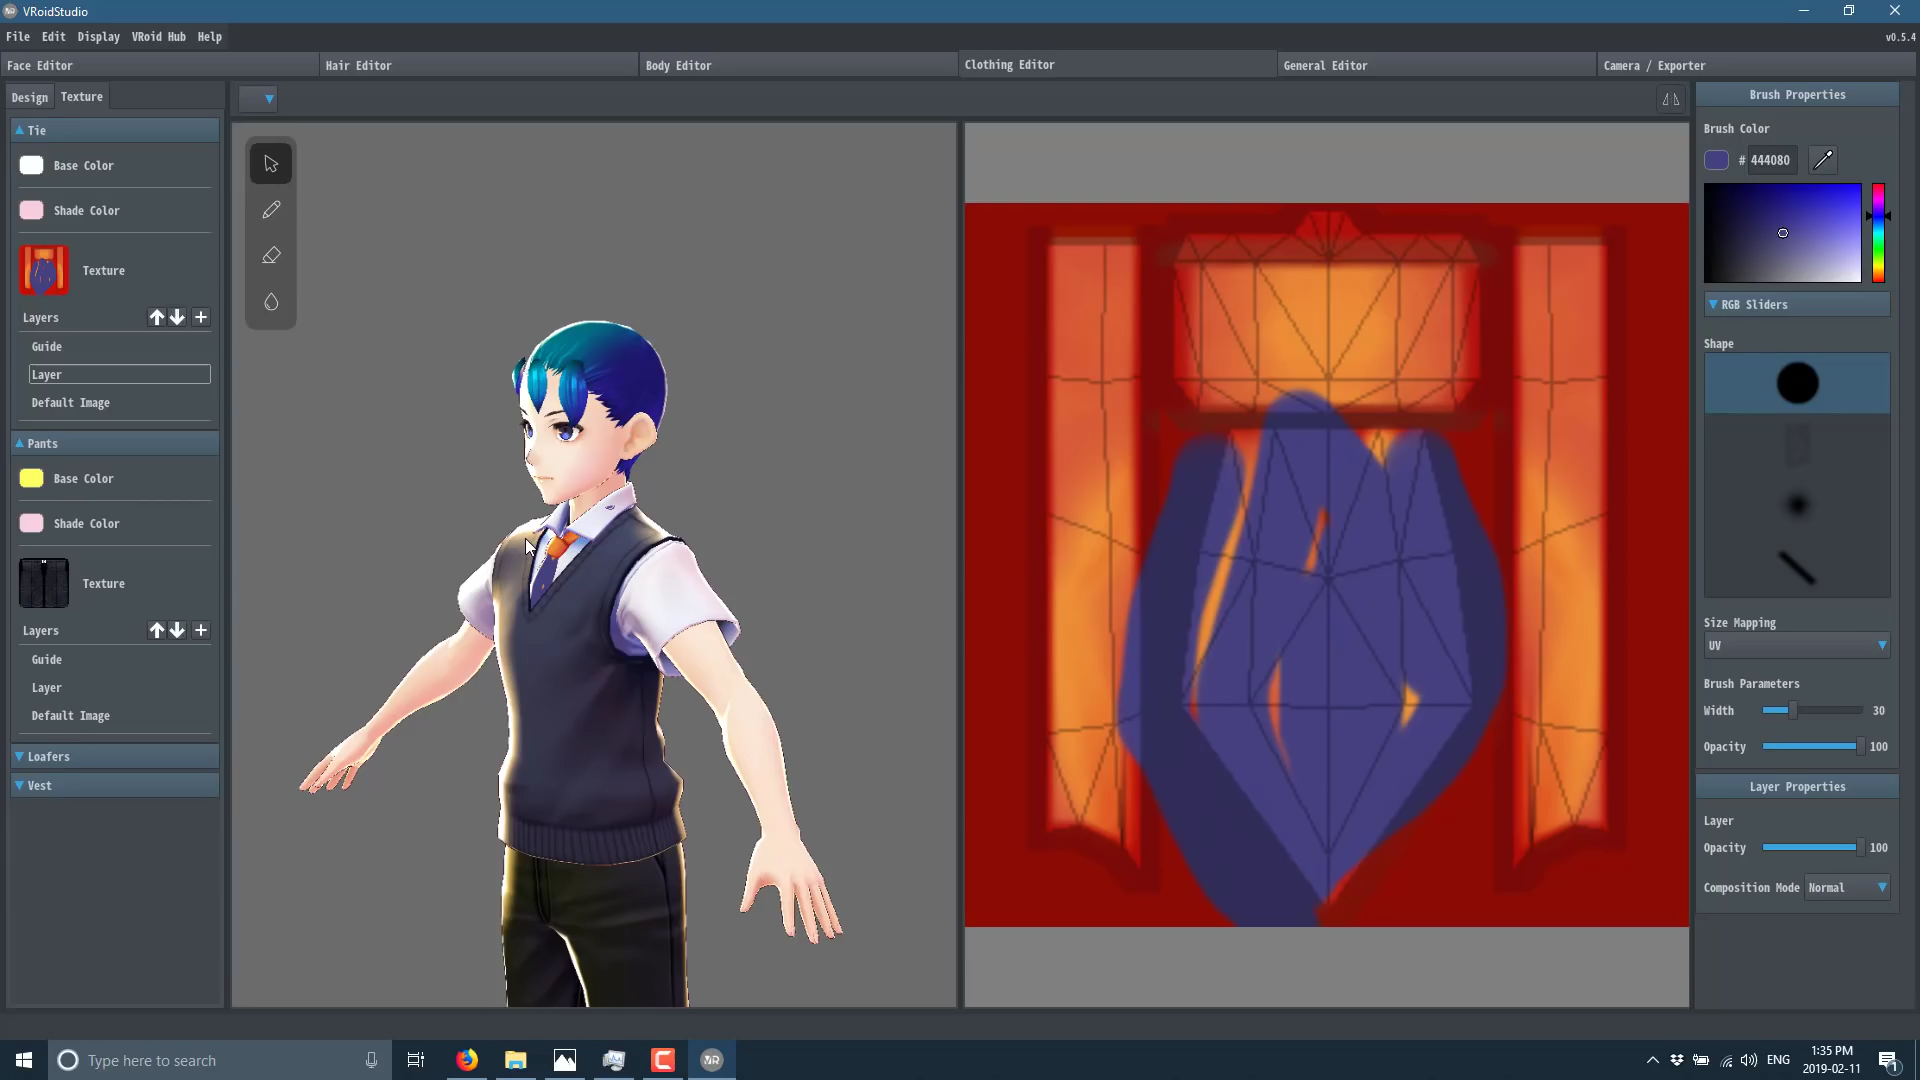 VRoidStudio
File Edit Display VRoid Hub Help
v0.5.4
Face Editor
Hair Editor
Body Editor
Clothing Editor
General Editor
Camera / Exporter
Design
Texture
Tie
Base Color
Shade Color
Texture
Layers
Guide
Layer
Default Image
Pants
Base Color
Shade Color
Texture
Layers
Guide
Layer
Default Image
Loafers
Vest
Brush Properties
Brush Color
# 444080
RGB Sliders
Shape
Size Mapping
UV
Brush Parameters
Width 30
Opacity 100
Layer Properties
Layer
Opacity 100
Composition Mode Normal
Type here to search
ENG
1:35 PM
2019-02-11
1